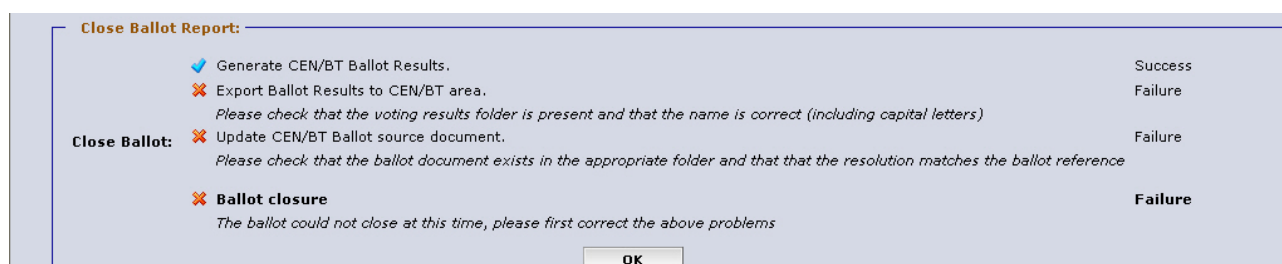 Close Ballot Report:
Generate CEN/BT Ballot Results. Success
Export Ballot Results to CEN/BT area. Failure
Please check that the voting results folder is present and that the name is correct (including capital letters)
Close Ballot: Update CEN/BT Ballot source document. Failure
Please check that the ballot document exists in the appropriate folder and that that the resolution matches the ballot reference
Ballot closure Failure
The ballot could not close at this time, please first correct the above problems
OK